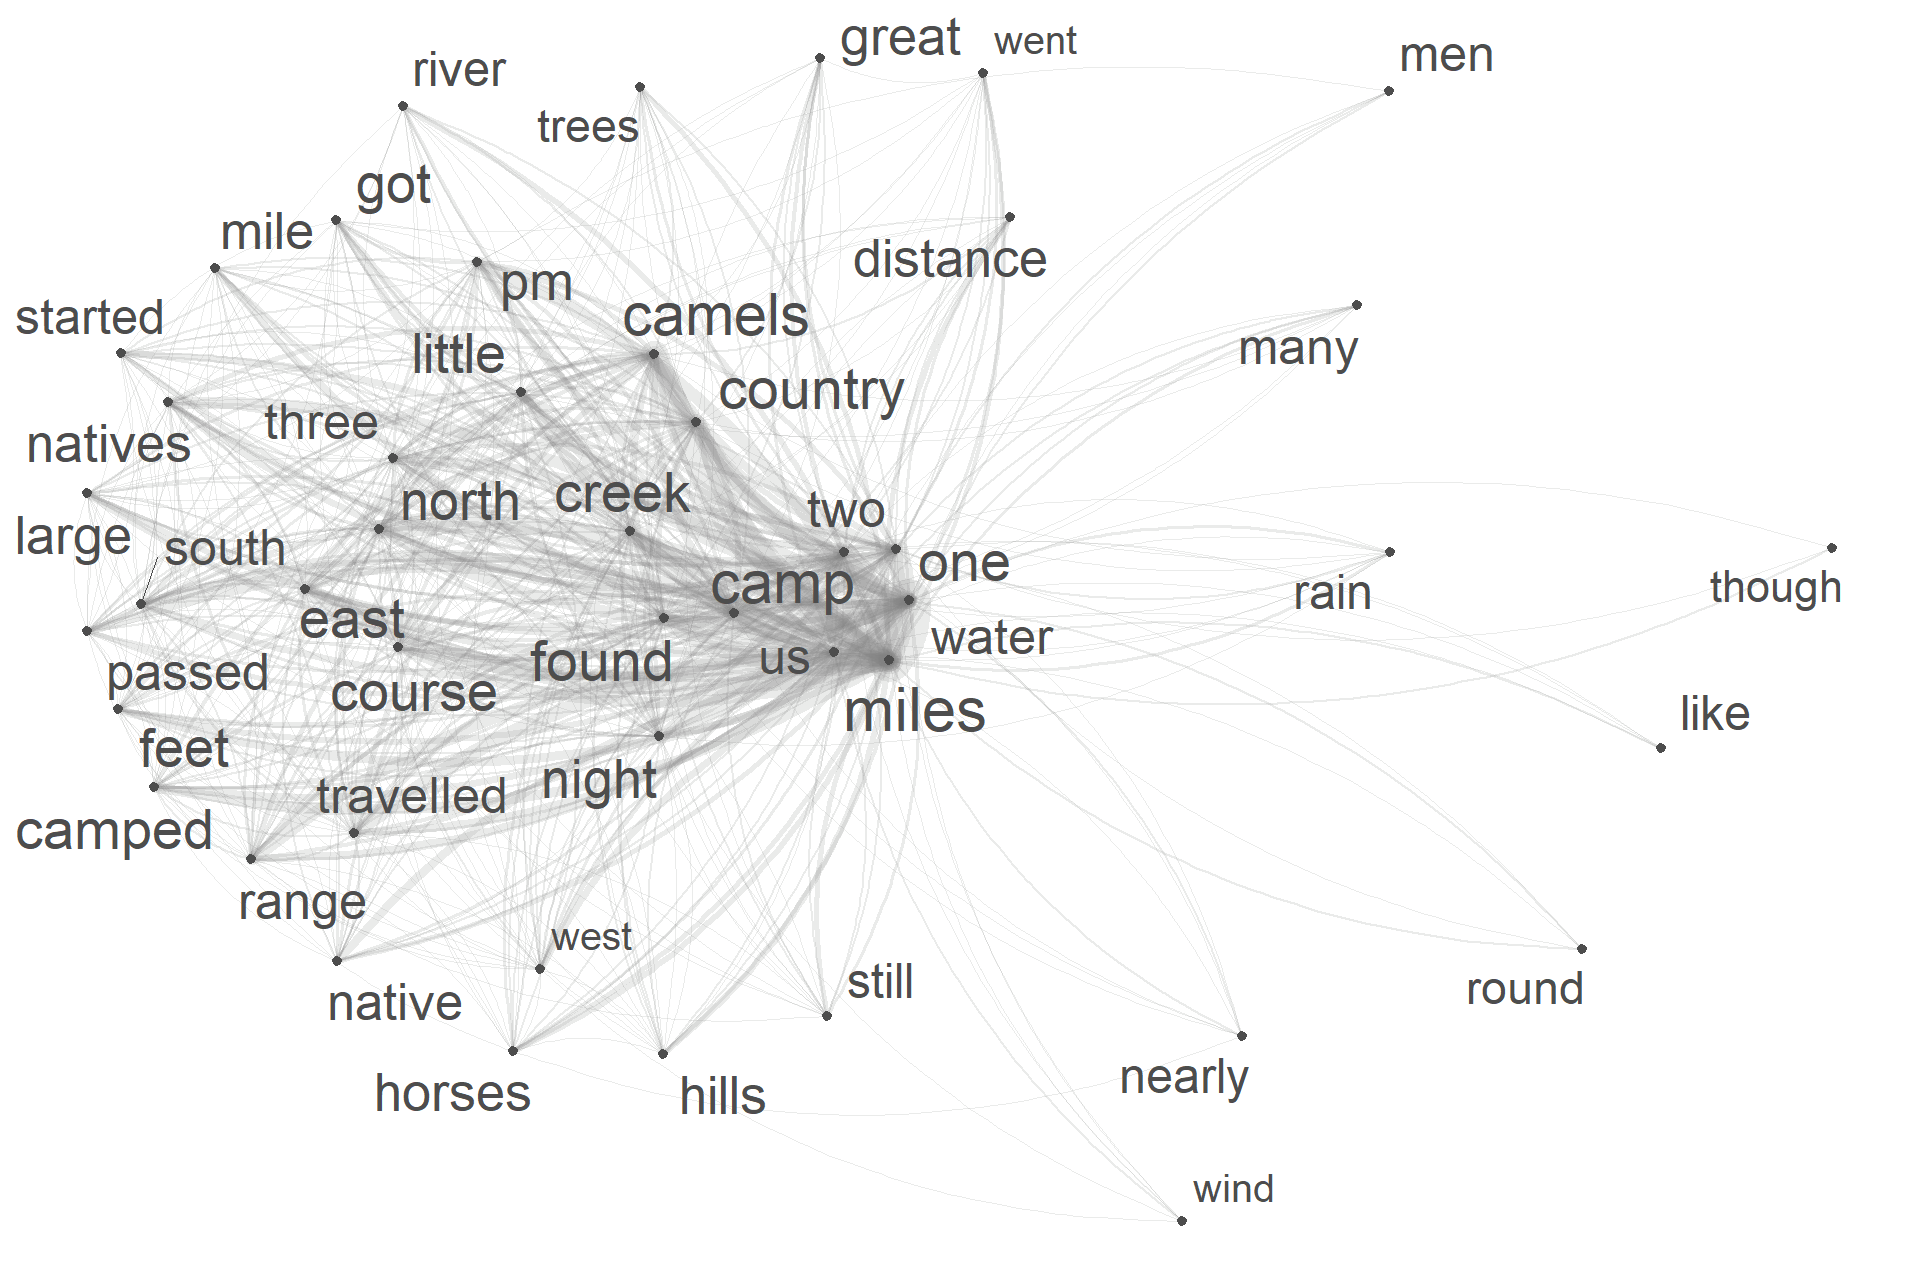 great
went
men
river
trees
got
mile
distance
pm
started
camels
little
many
country
three
natives
north
creek
two
large
south
one
camp
rain
though
east
water
found
us
passed
course
miles
like
feet
night
travelled
camped
range
west
still
round
native
nearly
horses
hills
wind